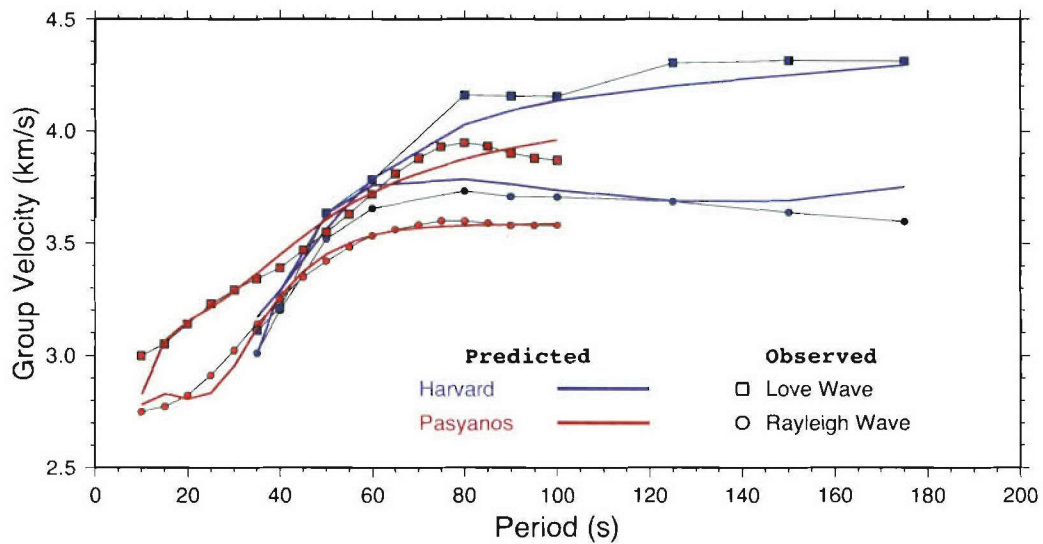 4.5
4.0
3.5
3.0
2.5
Group Velocity (km/s)
Predicted Observed
Harvard Love Wave
Pasyanos Rayleigh Wave
0 20 40 60 80 100 120 140 160 180 200
Period (s)